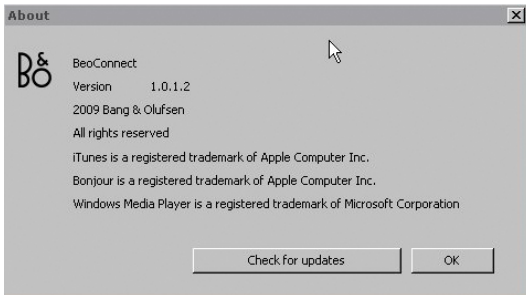 About
B&O
BeoConnect
Version 1.0.1.2
2009 Bang & Olufsen
All rights reserved
iTunes is a registered trademark of Apple Computer Inc.
Bonjour is a registered trademark of Apple Computer Inc.
Windows Media Player is a registered trademark of Microsoft Corporation
Check for updates
OK